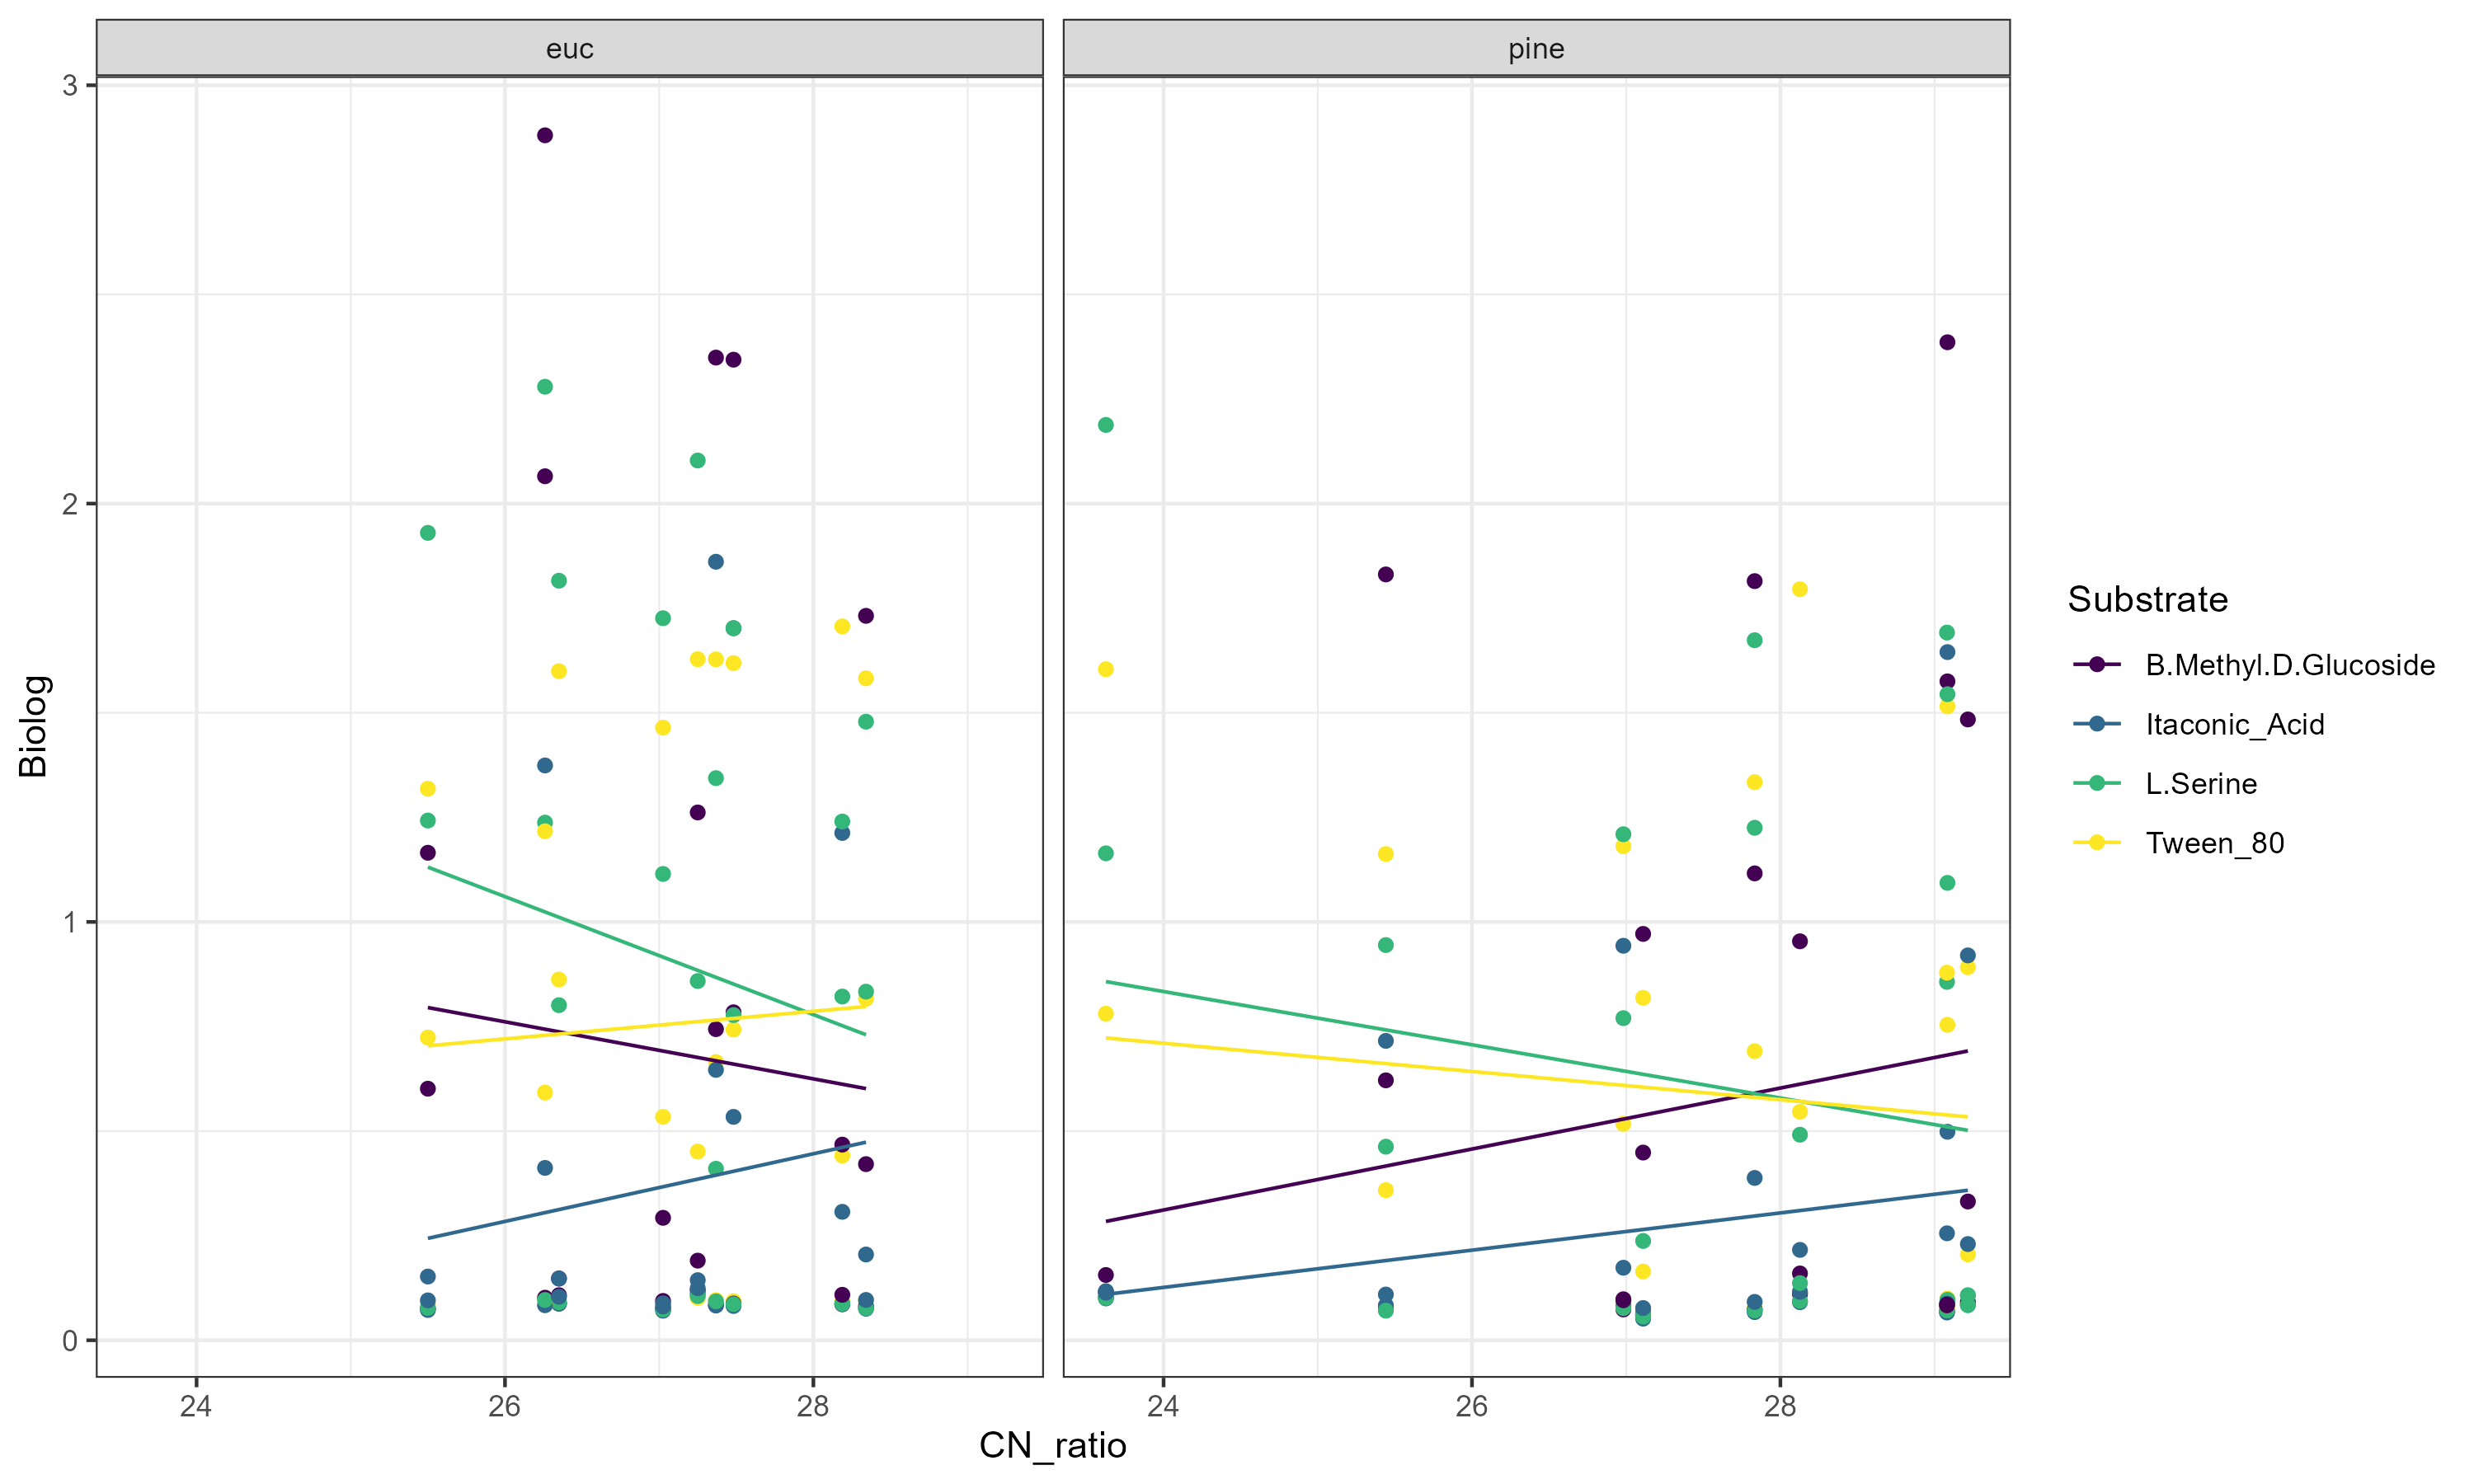 euc
pine
3
2
1
0
Biolog
24
26
28
24
26
28
CN_ratio
Substrate
B.Methyl.D.Glucoside
Itaconic_Acid
L.Serine
Tween_80